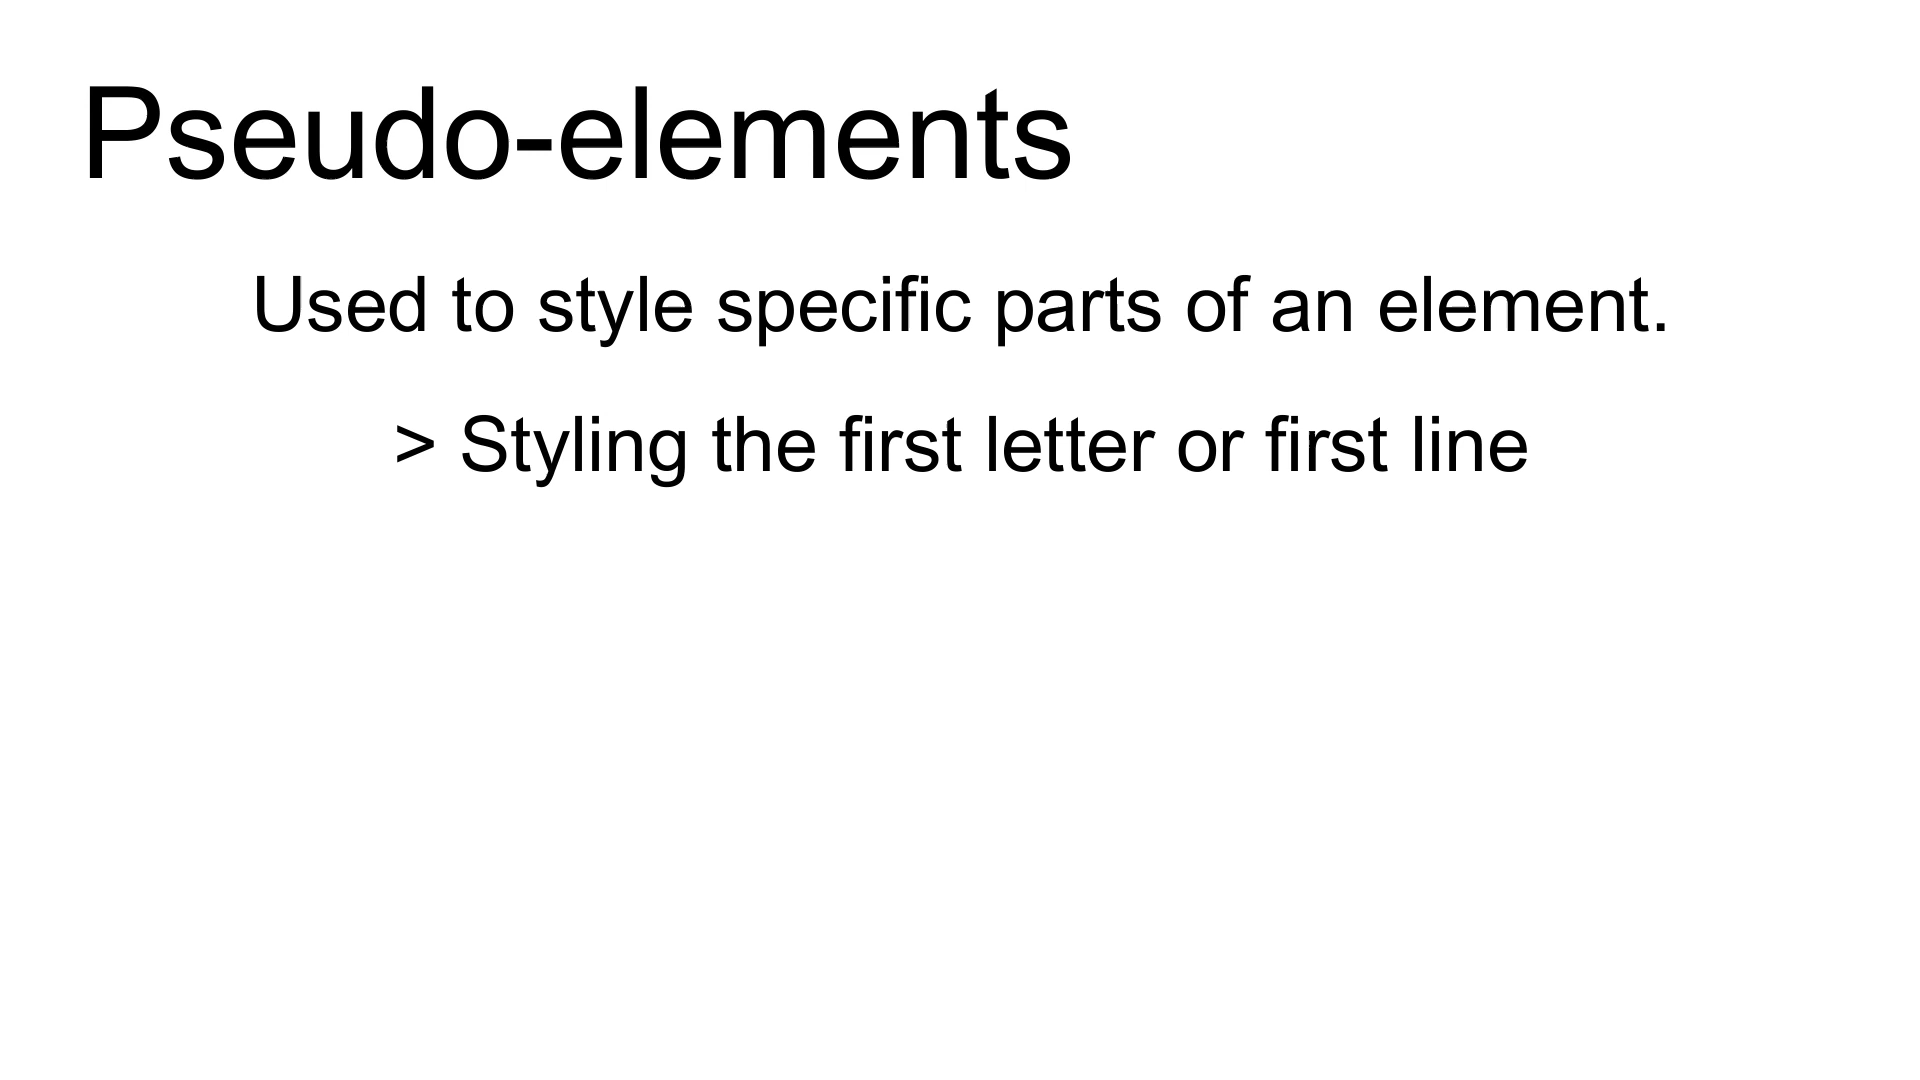 Pseudo-elements
Used to style specific parts of an element.
> Styling the first letter or first line